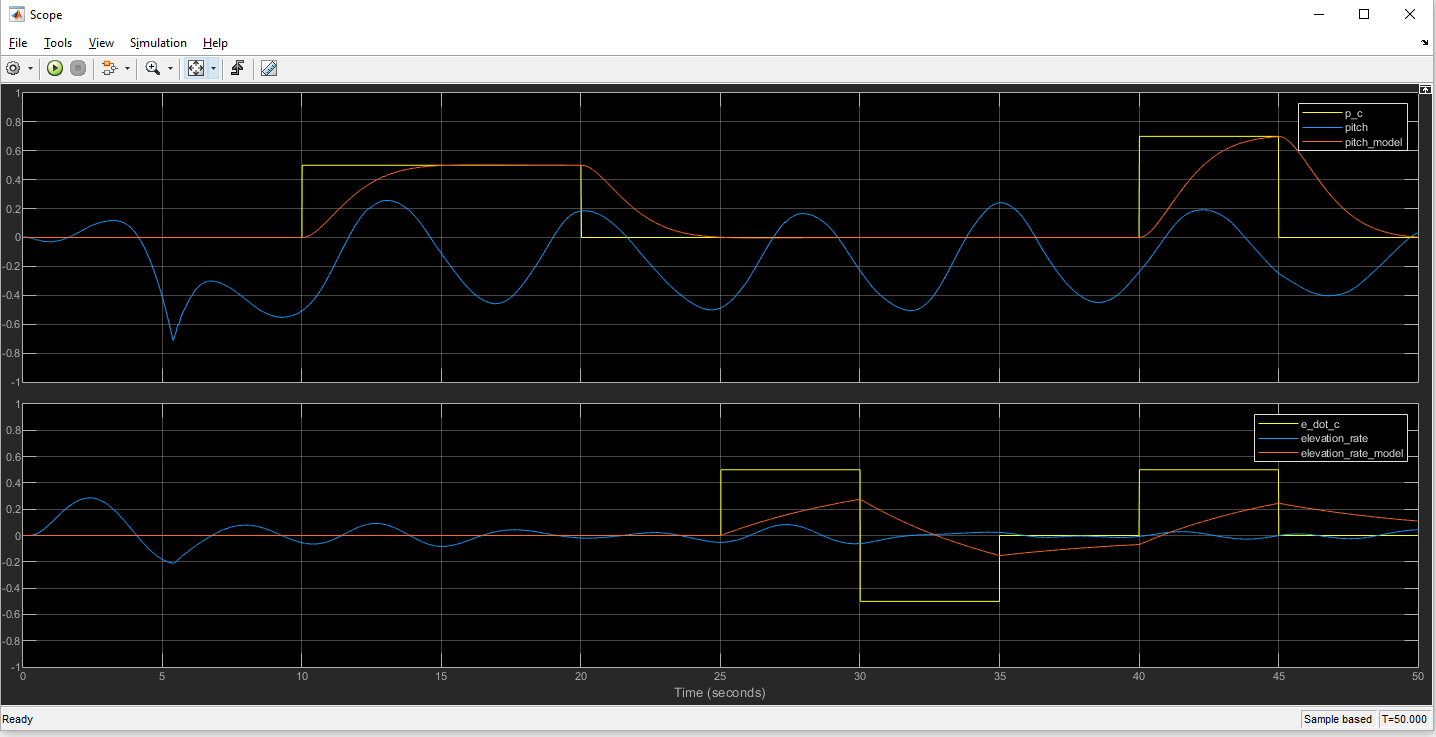 Scope
File Tools View Simulation Help
1
0.8
0.6
0.4
0.2
0
-0.2
-0.4
-0.6
-0.8
-1
p_c
pitch
pitch_model
1
0.8
0.6
0.4
0.2
0
-0.2
-0.4
-0.6
-0.8
-1
e_dot_c
elevation_rate
elevation_rate_model
0 5 10 15 20 25 30 35 40 45 50
Time (seconds)
Ready Sample based T=50.000